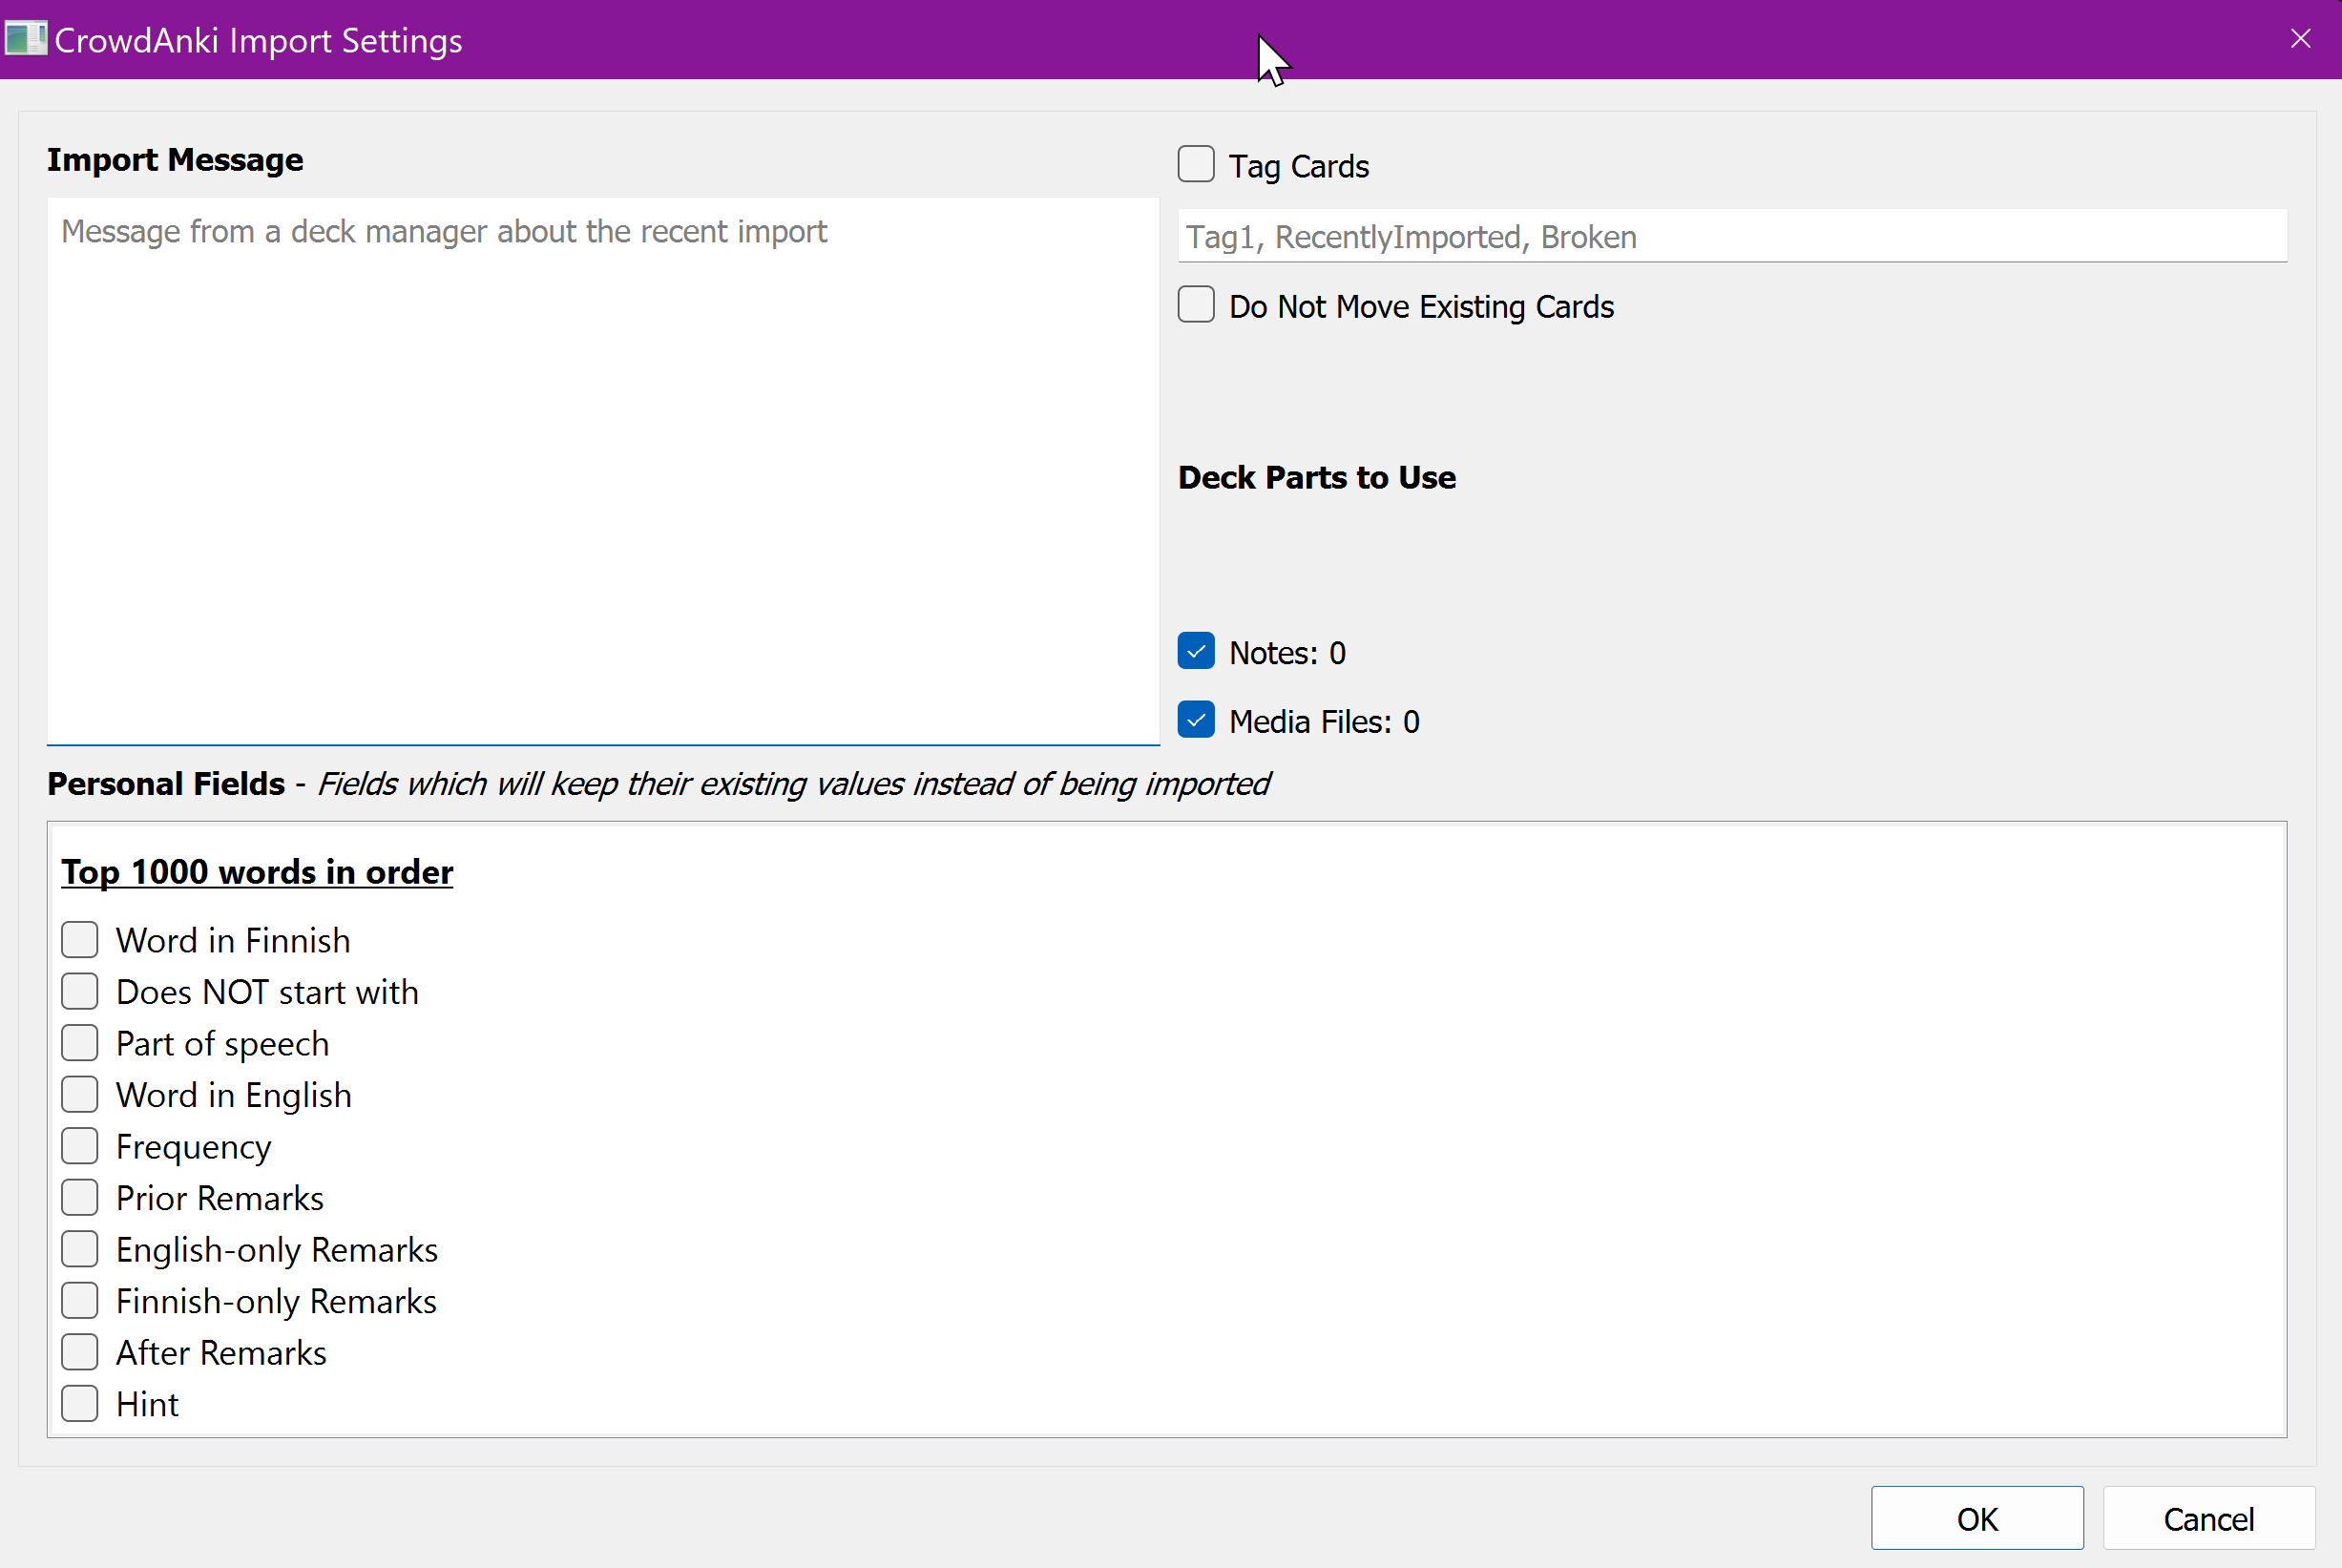 CrowdAnki Import Settings
Import Message
Message from a deck manager about the recent import
Tag Cards
Tag1, RecentlyImported, Broken
Do Not Move Existing Cards
Deck Parts to Use
Notes: 0
Media Files: 0
Personal Fields - Fields which will keep their existing values instead of being imported
Top 1000 words in order
Word in Finnish
Does NOT start with
Part of speech
Word in English
Frequency
Prior Remarks
English-only Remarks
Finnish-only Remarks
After Remarks
Hint
OK
Cancel